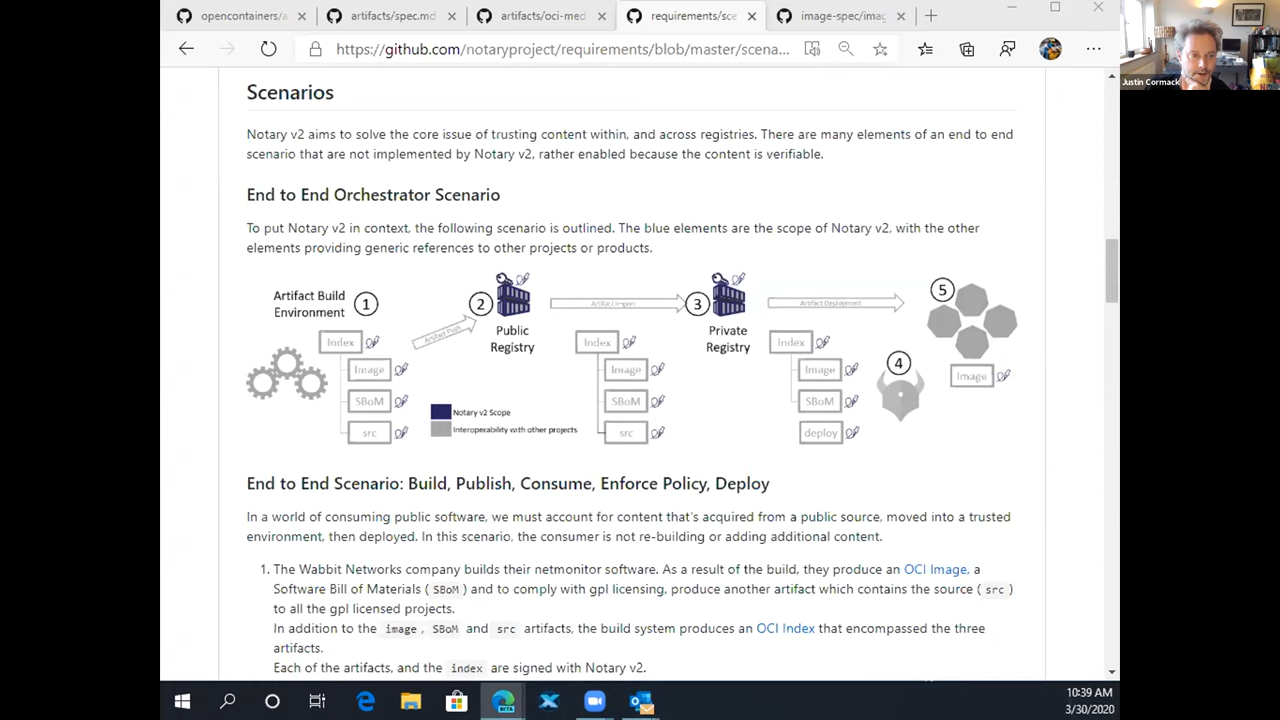 opencontainers/a
artifacts/spec.md
artifacts/oci-med
requirements/sce
image-spec/imag
https://github.com/notaryproject/requirements/blob/master/scena...
Justin Cormack
Scenarios
Notary v2 aims to solve the core issue of trusting content within, and across registries. There are many elements of an end to end
scenario that are not implemented by Notary v2, rather enabled because the content is verifiable.
End to End Orchestrator Scenario
To put Notary v2 in context, the following scenario is outlined. The blue elements are the scope of Notary v2, with the other
elements providing generic references to other projects or products.
Artifact Build
Environment
1
Index
Image
SBoM
src
Artifact Push
2
Public
Registry
Notary v2 Scope
Interoperability with other projects
Artifact Import
Index
Image
SBoM
src
3
Private
Registry
Artifact Deployment
Index
Image
SBoM
deploy
4
5
Image
End to End Scenario: Build, Publish, Consume, Enforce Policy, Deploy
In a world of consuming public software, we must account for content that's acquired from a public source, moved into a trusted
environment, then deployed. In this scenario, the consumer is not re-building or adding additional content.
1. The Wabbit Networks company builds their netmonitor software. As a result of the build, they produce an OCI Image, a
Software Bill of Materials ( SBoM ) and to comply with gpl licensing, produce another artifact which contains the source ( src )
to all the gpl licensed projects.
In addition to the image , SBoM and src artifacts, the build system produces an OCI Index that encompassed the three
artifacts.
Each of the artifacts, and the index are signed with Notary v2.
10:39 AM
3/30/2020